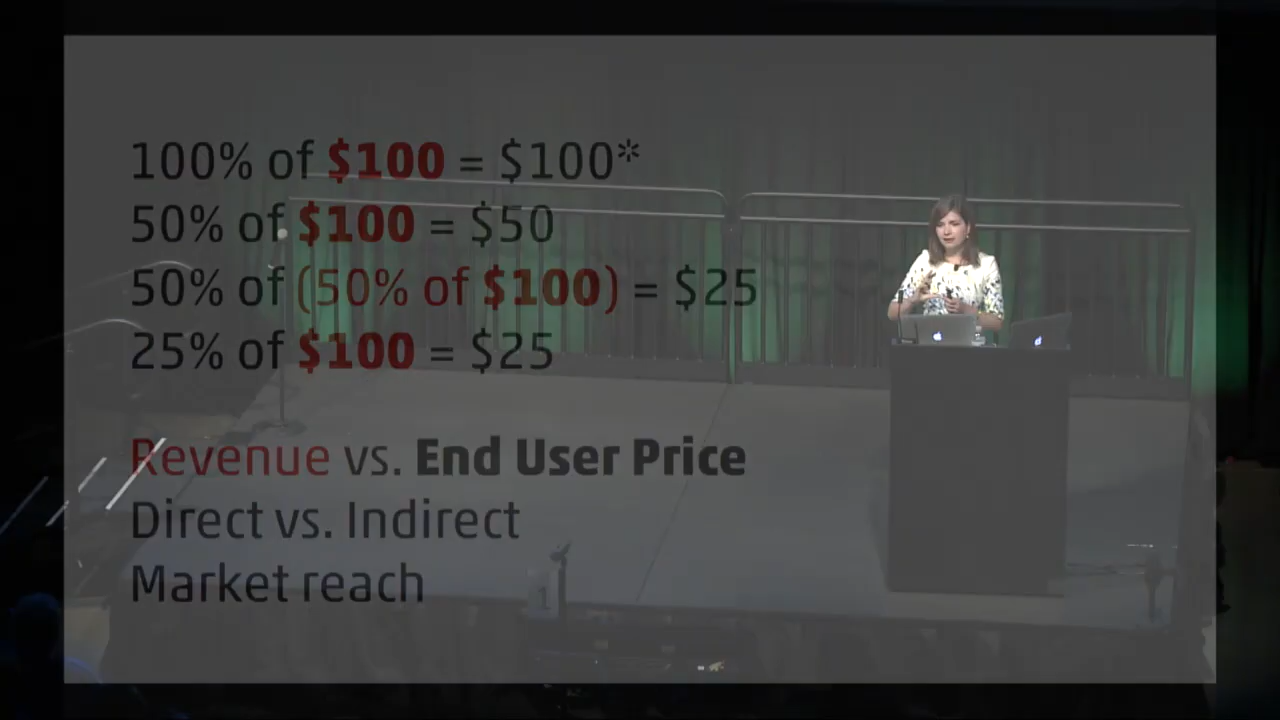 100% of $100 = $100*
50% of $100 = $50
50% of (50% of $100) = $25
25% of $100 = $25
Revenue vs. End User Price
Direct vs. Indirect
Market reach
1